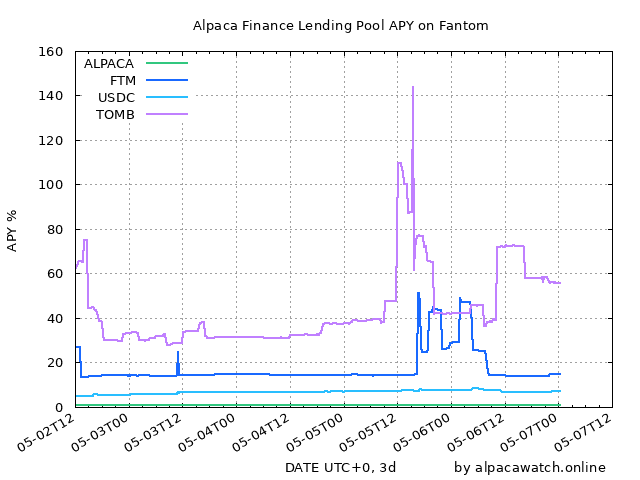 Alpaca Finance Lending Pool APY on Fantom
160
140
120
100
80
60
40
20
0
APY %
ALPACA
FTM
USDC
TOMB
05-02T12
05-03T00
05-03T12
05-04T00
05-04T12
05-05T00
05-05T12
05-06T00
05-06T12
05-07T00
05-07T12
DATE UTC+0, 3d
by alpacawatch.online